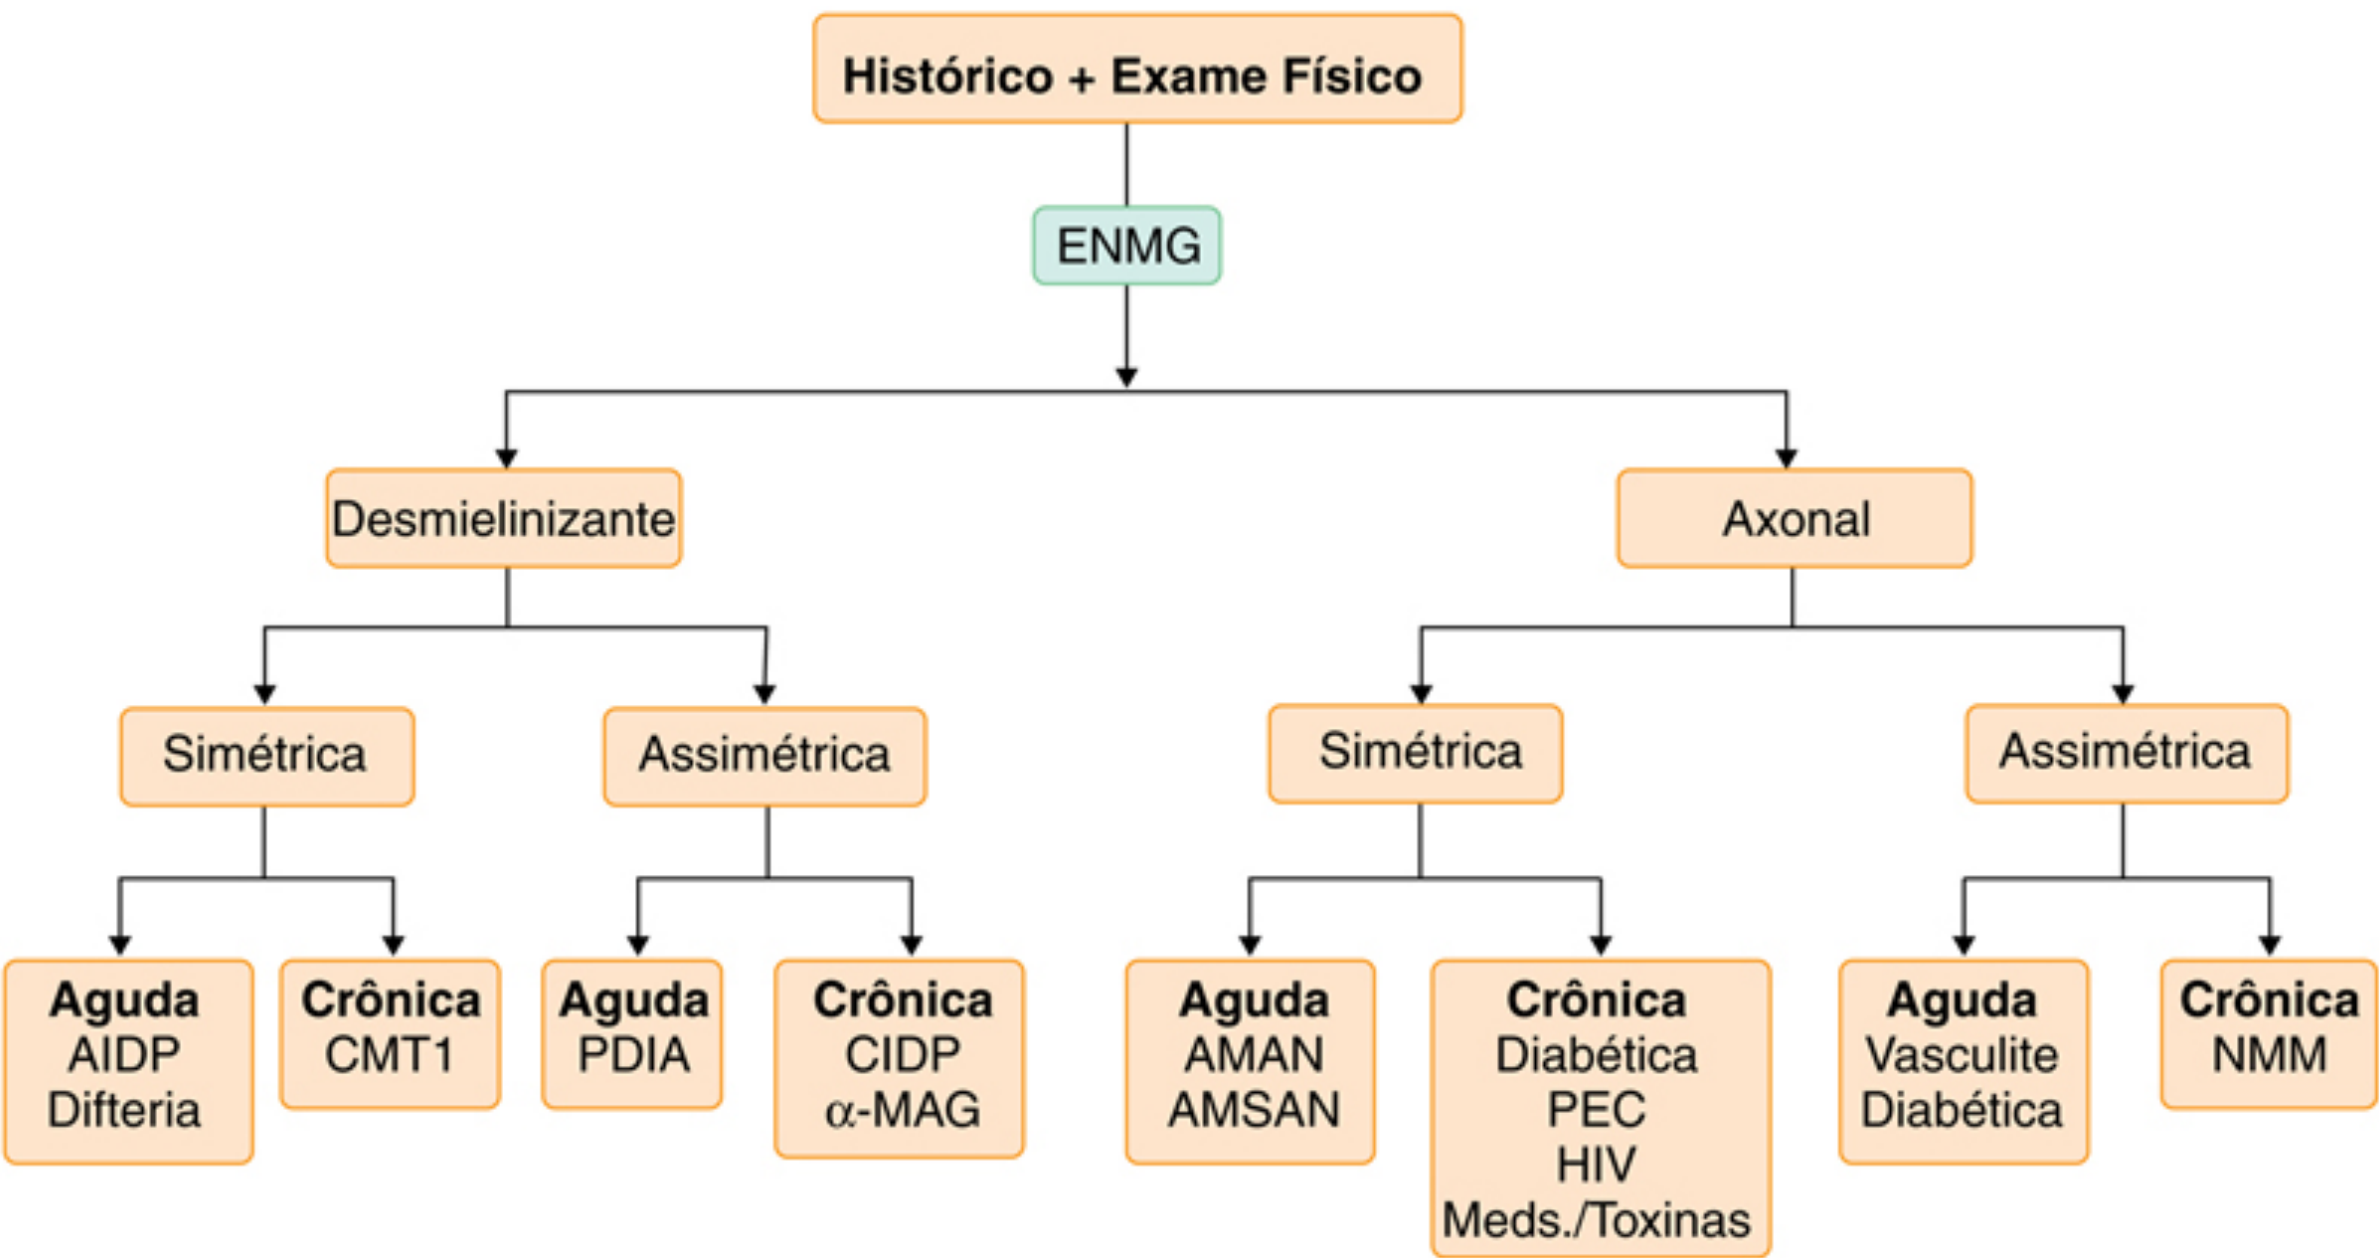 Histórico + Exame Físico
ENMG
Desmielinizante
Axonal
Simétrica
Assimétrica
Simétrica
Assimétrica
Aguda
AIDP
Difteria
Crônica
CMT1
Aguda
PDIA
Crônica
CIDP
α-MAG
Aguda
AMAN
AMSAN
Crônica
Diabética
PEC
HIV
Meds./Toxinas
Aguda
Vasculite
Diabética
Crônica
NMM